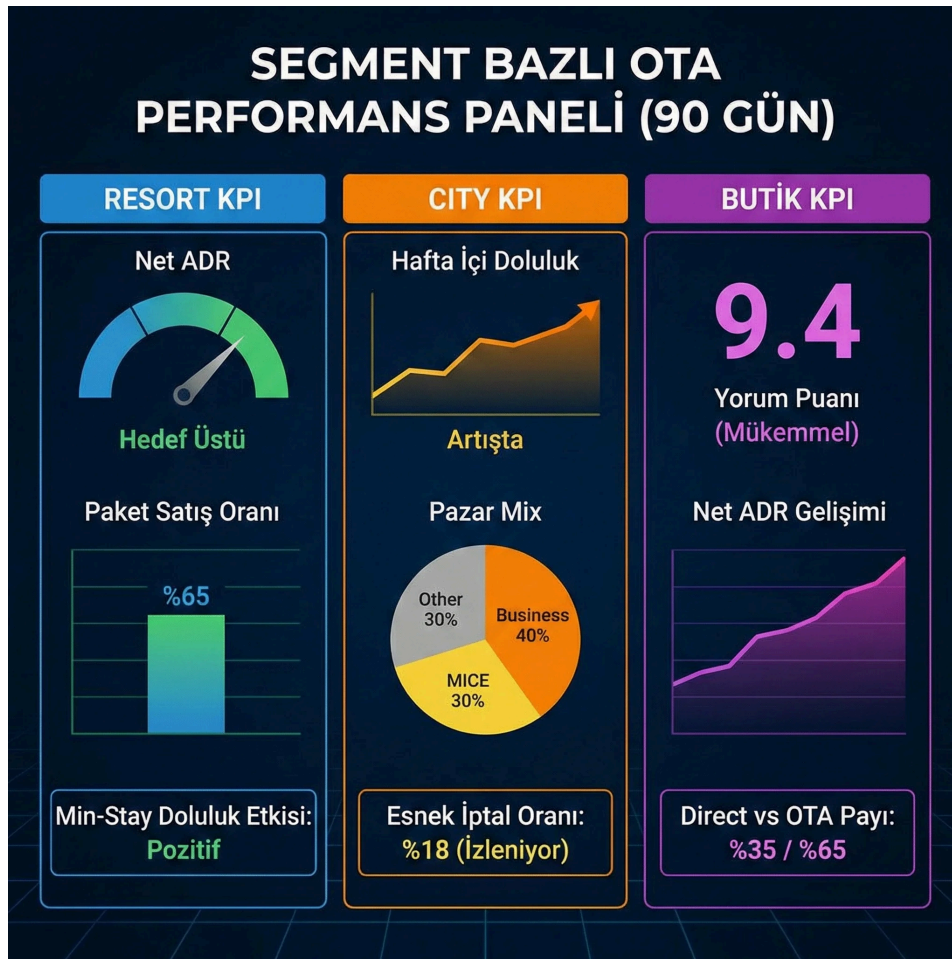 SEGMENT BAZLI OTA
PERFORMANS PANELİ (90 GÜN)
RESORT KPI
Net ADR
Hedef Üstü
Paket Satış Oranı
%65
Min-Stay Doluluk Etkisi:
Pozitif
CITY KPI
Hafta İçi Doluluk
Artışta
Pazar Mix
Other
30%
Business
40%
MICE
30%
Esnek İptal Oranı:
%18 (İzleniyor)
BUTİK KPI
9.4
Yorum Puanı
(Mükemmel)
Net ADR Gelişimi
Direct vs OTA Payı:
%35 / %65